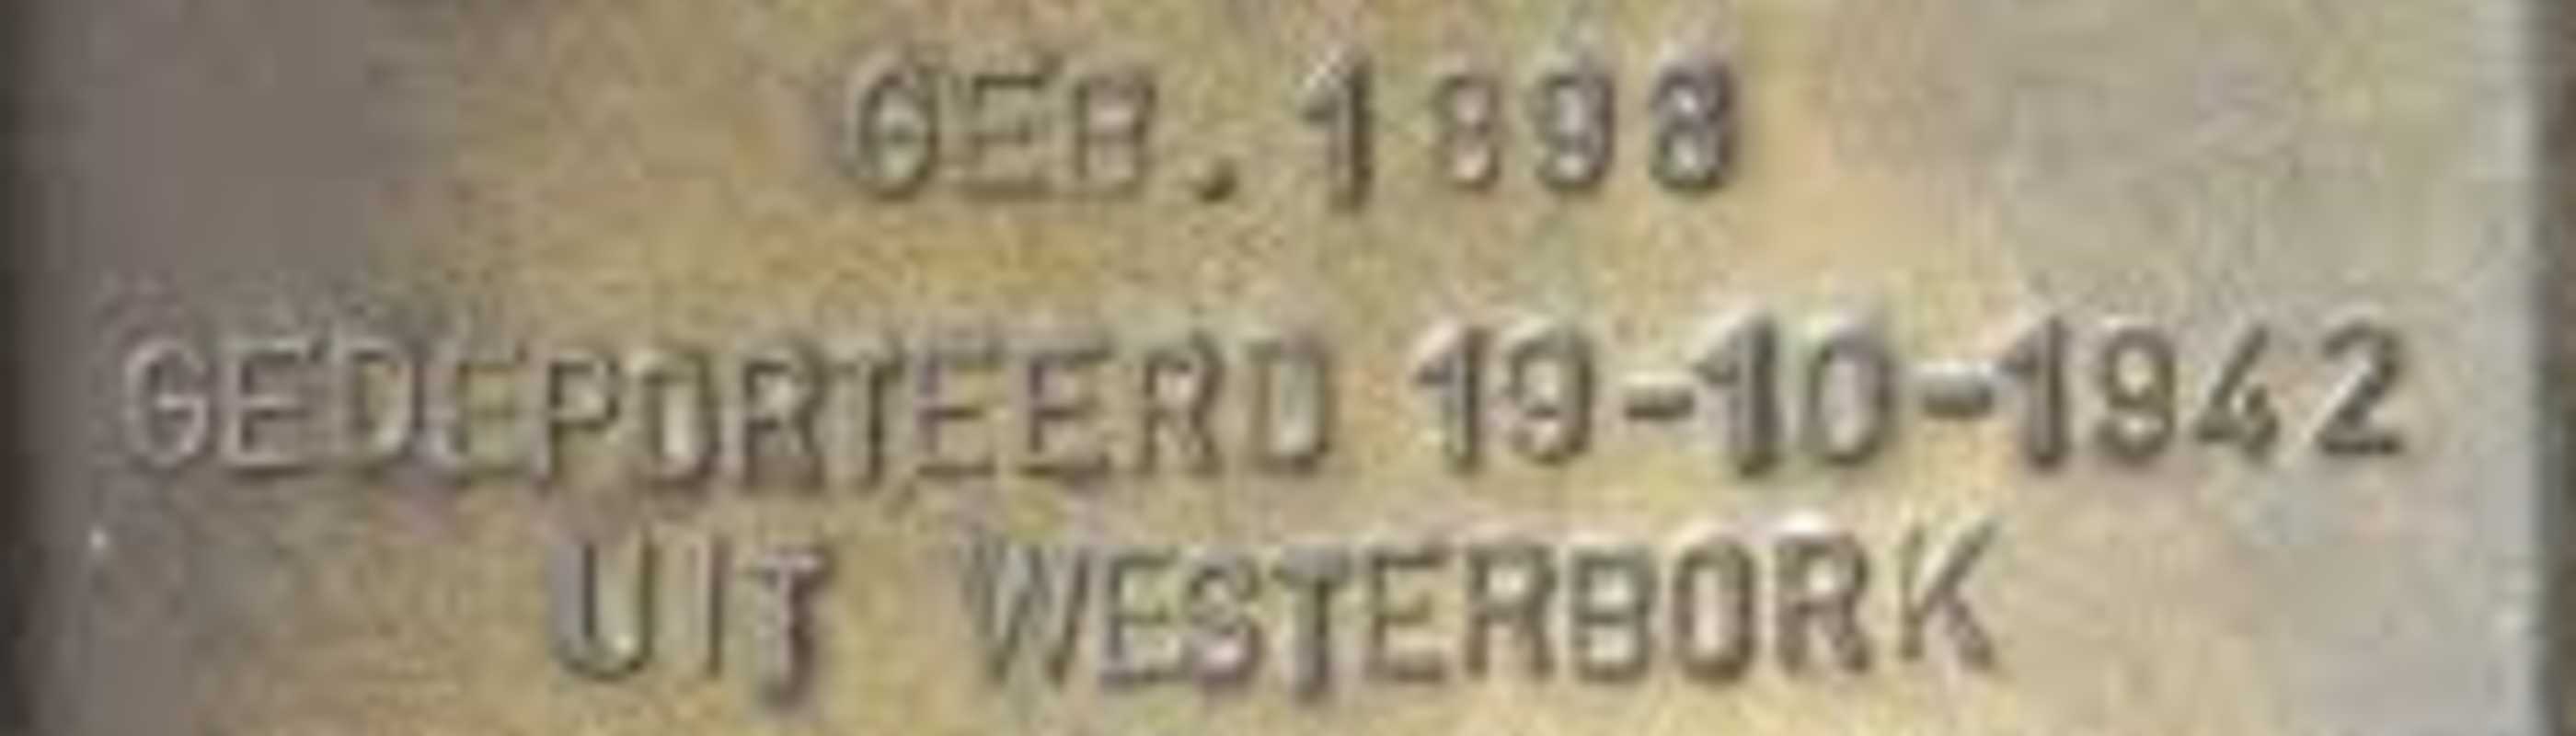 GEB. 1898
GEDEPORTEERD 19-10-1942
UIT WESTERBORK